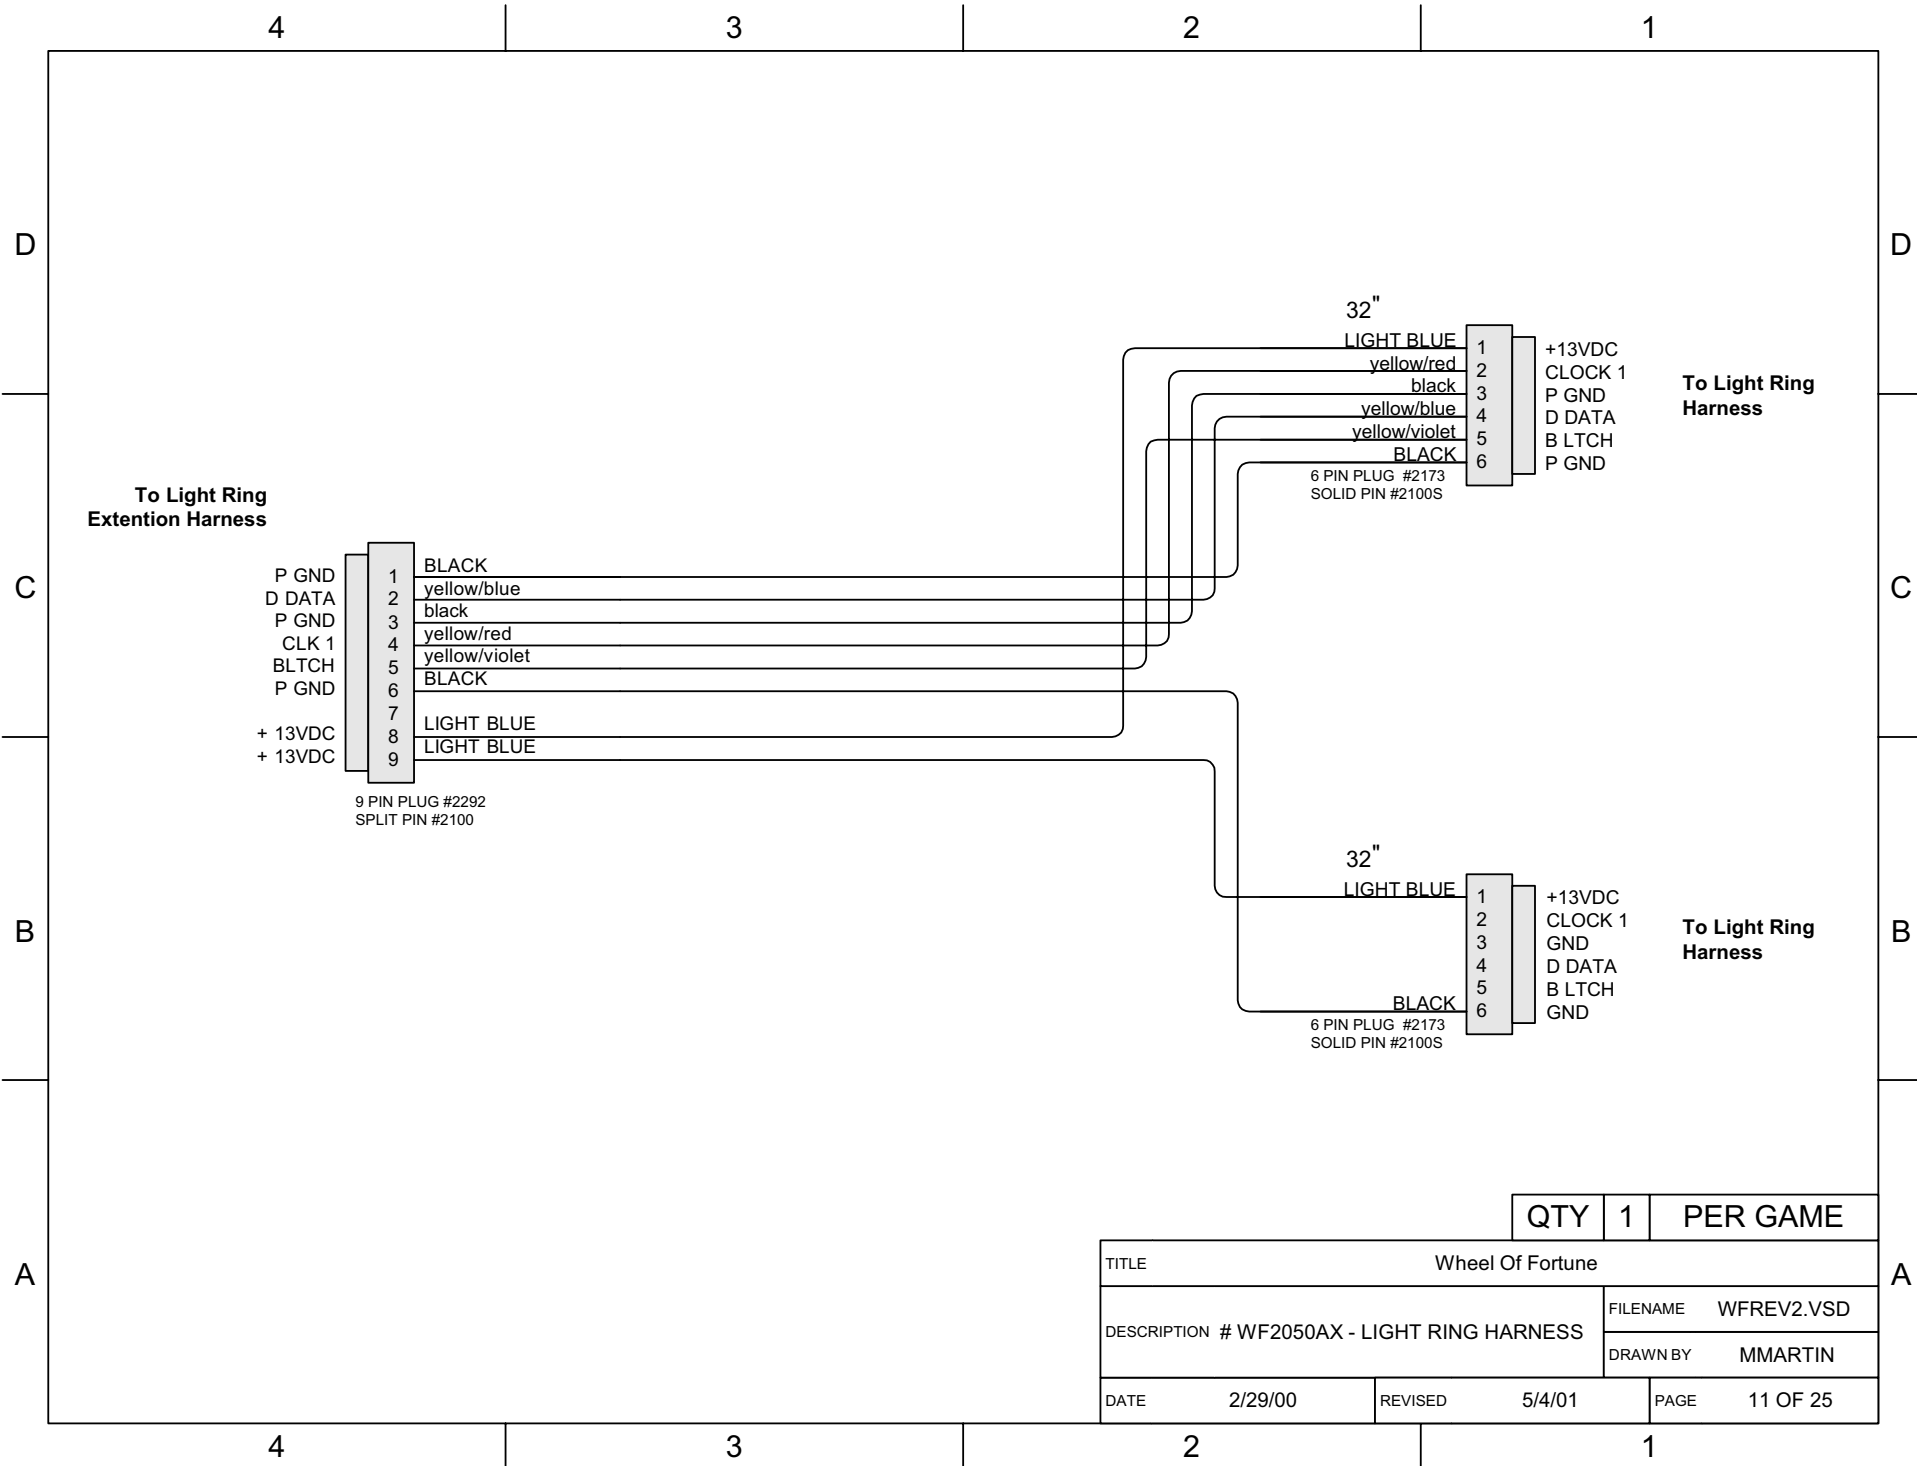 4 3 2 1
D D
C C
B B
A A
To Light Ring
Extention Harness
P GND 1 BLACK
D DATA 2 yellow/blue
P GND 3 black
CLK 1 4 yellow/red
BLTCH 5 yellow/violet
P GND 6 BLACK
7
+ 13VDC 8 LIGHT BLUE
+ 13VDC 9 LIGHT BLUE
9 PIN PLUG #2292
SPLIT PIN #2100
32"
LIGHT BLUE 1 +13VDC
yellow/red 2 CLOCK 1
black 3 P GND
yellow/blue 4 D DATA
yellow/violet 5 B LTCH
BLACK 6 P GND
6 PIN PLUG #2173
SOLID PIN #2100S
To Light Ring
Harness
32"
LIGHT BLUE 1 +13VDC
2 CLOCK 1
3 GND
4 D DATA
5 B LTCH
BLACK 6 GND
6 PIN PLUG #2173
SOLID PIN #2100S
To Light Ring
Harness
QTY 1 PER GAME
TITLE Wheel Of Fortune
DESCRIPTION # WF2050AX - LIGHT RING HARNESS
FILENAME WFREV2.VSD
DRAWN BY MMARTIN
DATE 2/29/00 REVISED 5/4/01 PAGE 11 OF 25
4 3 2 1